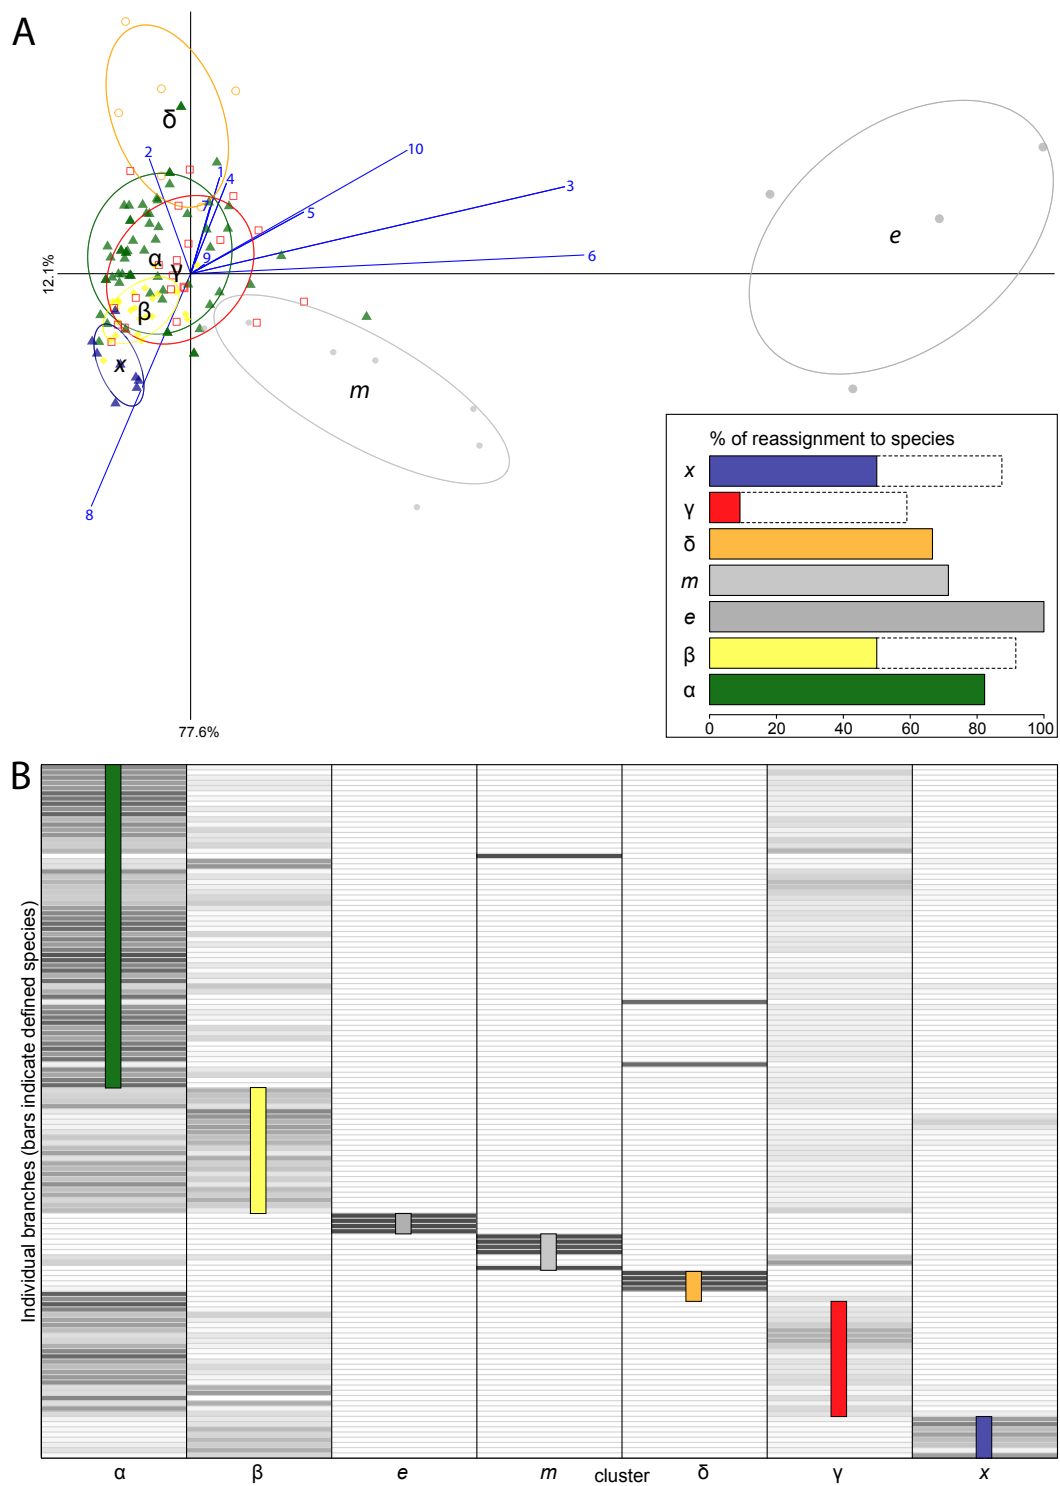 A
δ
2
10
1
4
3
7
5
α
γ
9
6
e
12.1%
β
x
m
8
77.6%
% of reassignment to species
x
γ
δ
m
e
β
α
0 20 40 60 80 100
B
Individual branches (bars indicate defined species)
α β e m cluster δ γ x